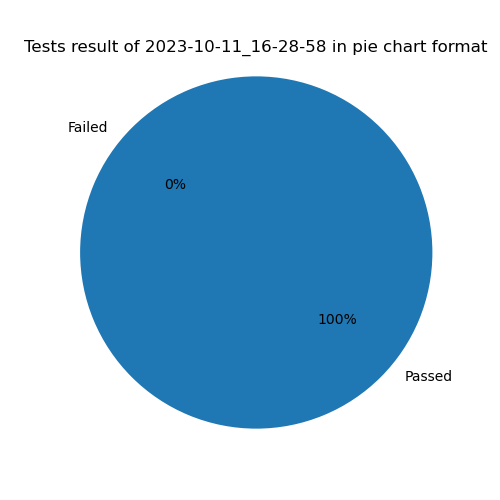 Tests result of 2023-10-11_16-28-58 in pie chart format
Failed
0%
100%
Passed